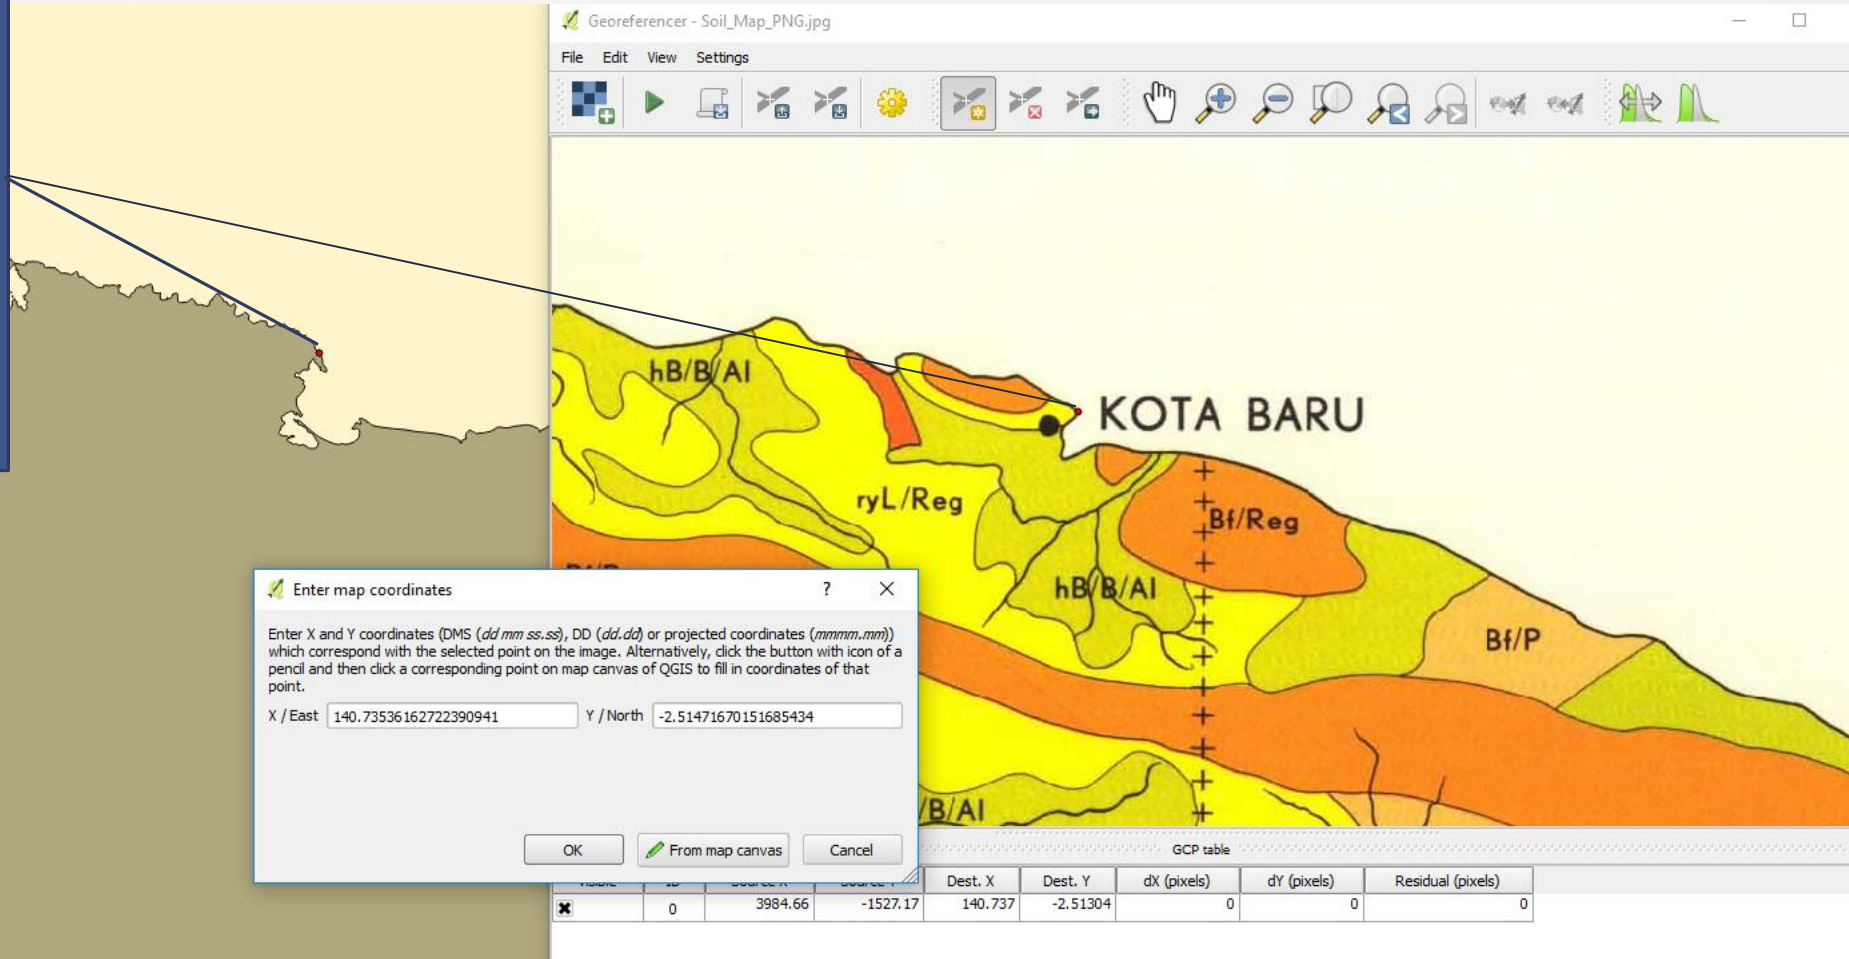 Georeferencer - Soil_Map_PNG.jpg
File Edit View Settings
hB/B/Al
KOTA BARU
ryL/Reg
Bf/Reg
hB/B/Al
Bf/P
B/Al
Enter map coordinates ?
Enter X and Y coordinates (DMS (dd mm ss.ss), DD (dd.dd) or projected coordinates (mmmm.mm))
which correspond with the selected point on the image. Alternatively, click the button with icon of a
pencil and then click a corresponding point on map canvas of QGIS to fill in coordinates of that
point.
X / East 140.73536162722390941 Y / North -2.51471670151685434
OK From map canvas Cancel
GCP table
Dest. X Dest. Y dX (pixels) dY (pixels) Residual (pixels)
0 3984.66 -1527.17 140.737 -2.51304 0 0 0